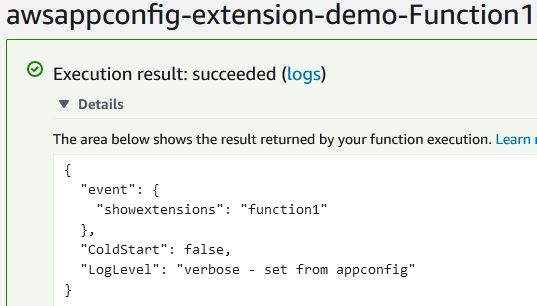 awsappconfig-extension-demo-Function1
Execution result: succeeded (logs)
Details
The area below shows the result returned by your function execution. Learn
{
"event": {
"showextensions": "function1"
},
"ColdStart": false,
"LogLevel": "verbose - set from appconfig"
}